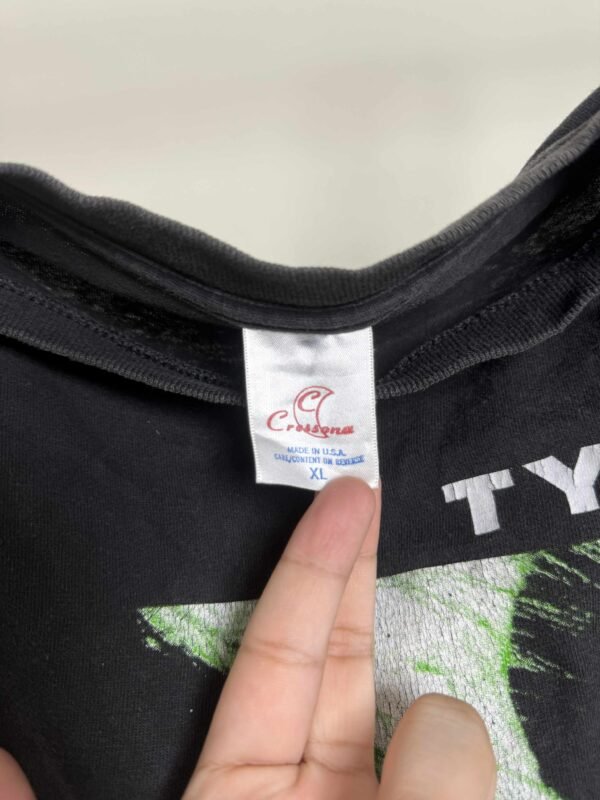 C
Crossona
MADE IN U.S.A.
CARE/CONTENT ON REVERSE
XL
TY